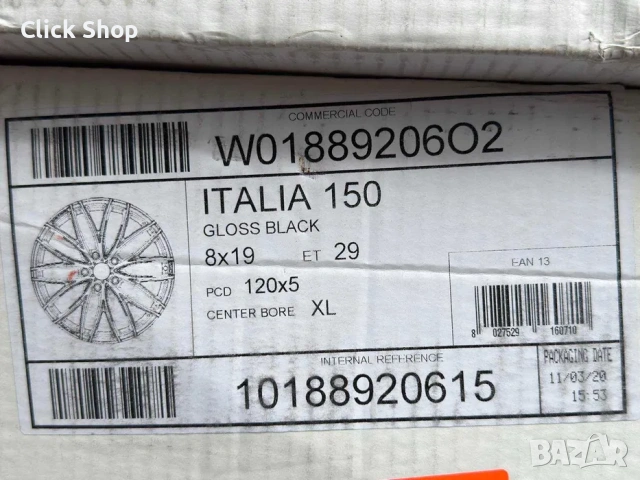 Click Shop
COMMERCIAL CODE
W0188920602
ITALIA 150
GLOSS BLACK
8x19 ET 29
PCD 120x5
CENTER BORE XL
EAN 13
8 027529 160710
INTERNAL REFERENCE
10188920615
PACKAGING DATE
11/03/20
15:53
BAZAR